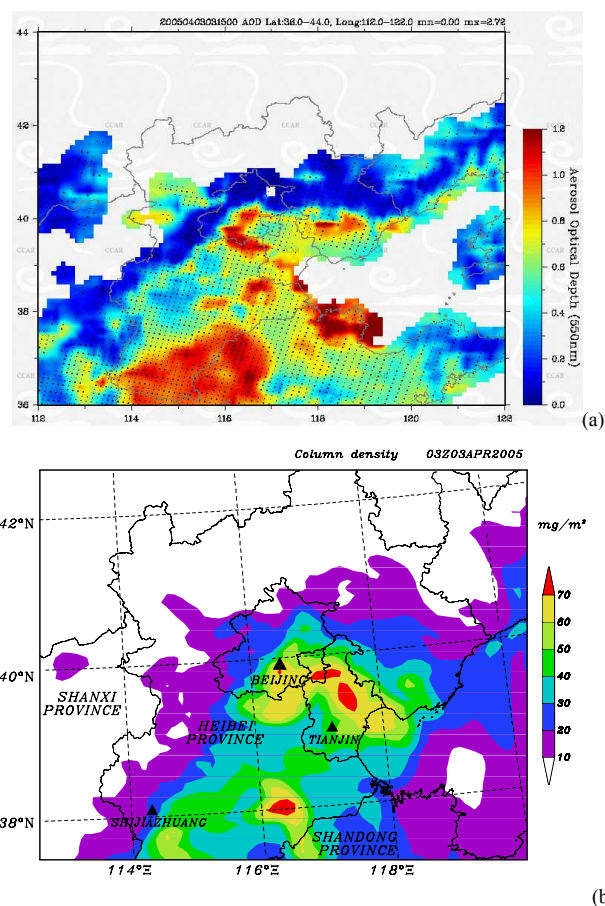 20050403031500 AOD Lat:36.0-44.0, Long:112.0-122.0 mn=0.00 mx=2.72
44
42
40
38
36
112 114 116 118 120 122
CCAR CCAR CCAR CCAR
1.2
1.0
0.8
0.6
0.4
0.2
0.0
Aerosol Optical Depth (550nm)
(a)
Column density 03Z03APR2005
42°N
40°N
38°N
114°E 116°E 118°E
BEIJING
SHANXI
PROVINCE
HEIBEI
PROVINCE
TIANJIN
SHIJIAZHUANG
SHANDONG
PROVINCE
mg/m²
70
60
50
40
30
20
10
(b